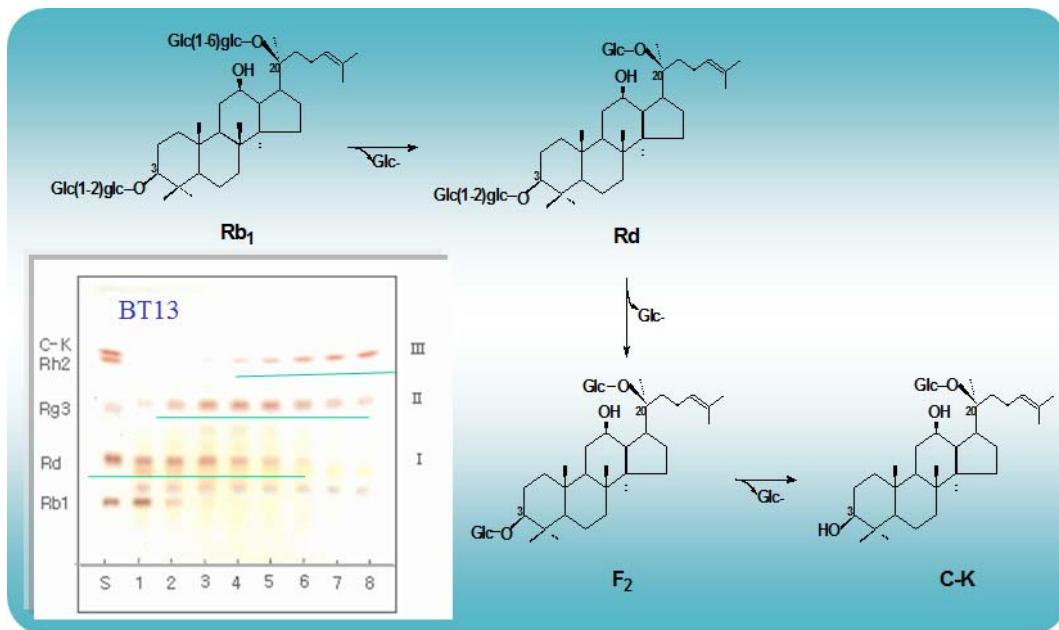 Glc(1-6)glc–O
20
OH
3
Glc(1-2)glc–O
Rb1
Glc-
Glc–O
20
OH
3
Glc(1-2)glc–O
Rd
Glc-
BT13
C-K
Rh2
Rg3
Rd
Rb1
III
II
I
S 1 2 3 4 5 6 7 8
Glc–O
20
OH
3
Glc–O
F2
Glc-
Glc–O
20
OH
3
HO
C-K